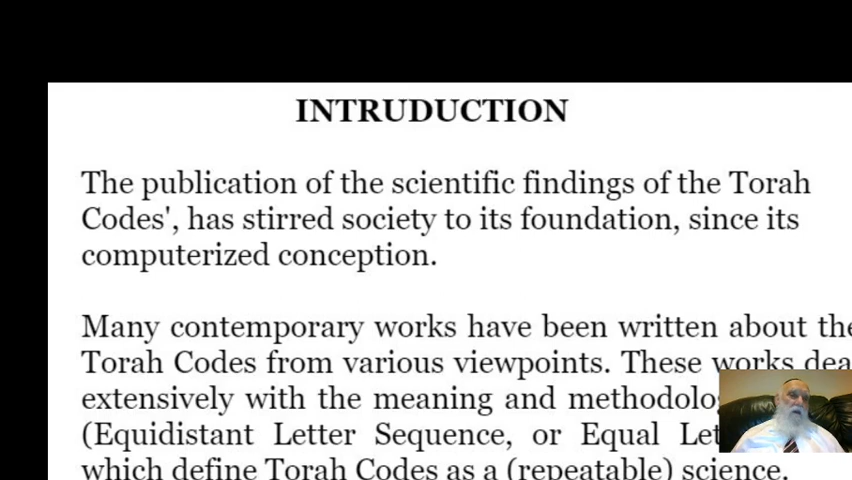 INTRUDUCTION
The publication of the scientific findings of the Torah
Codes', has stirred society to its foundation, since its
computerized conception.
Many contemporary works have been written about
Torah Codes from various viewpoints. These works
extensively with the meaning and
(Equidistant Letter Sequence, or Equal
which define Torah Codes as a (repeatable) science.